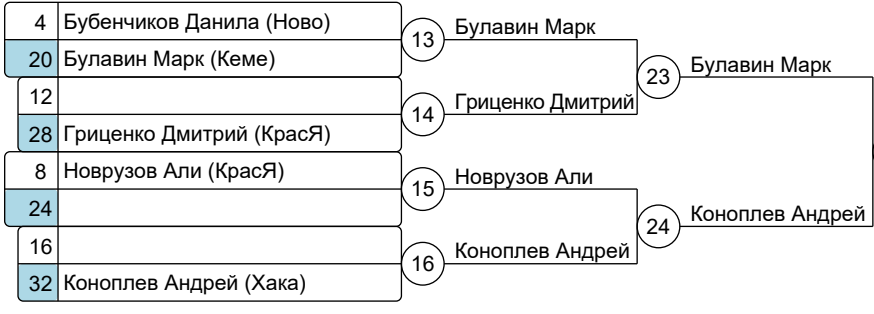 4 Бубенчиков Данила (Ново)
20 Булавин Марк (Кеме)
12
28 Гриценко Дмитрий (КрасЯ)
8 Новрузов Али (КрасЯ)
24
16
32 Коноплев Андрей (Хака)
13 Булавин Марк
14 Гриценко Дмитрий
15 Новрузов Али
16 Коноплев Андрей
23 Булавин Марк
24 Коноплев Андрей